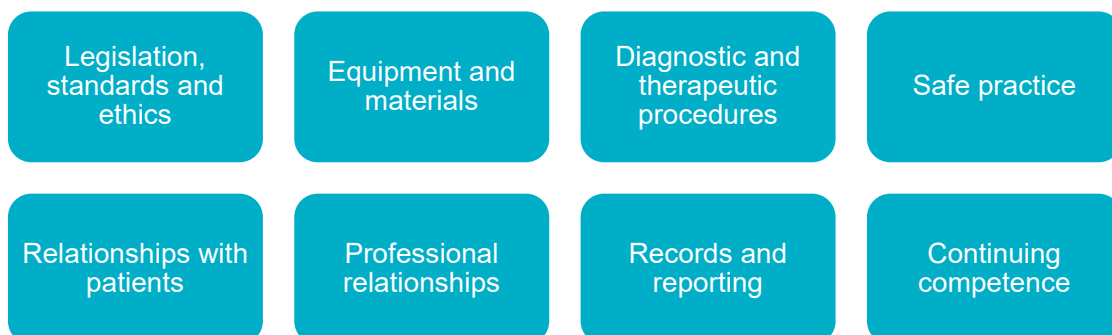 Legislation,
standards and
ethics
Equipment and
materials
Diagnostic and
therapeutic
procedures
Safe practice
Relationships with
patients
Professional
relationships
Records and
reporting
Continuing
competence